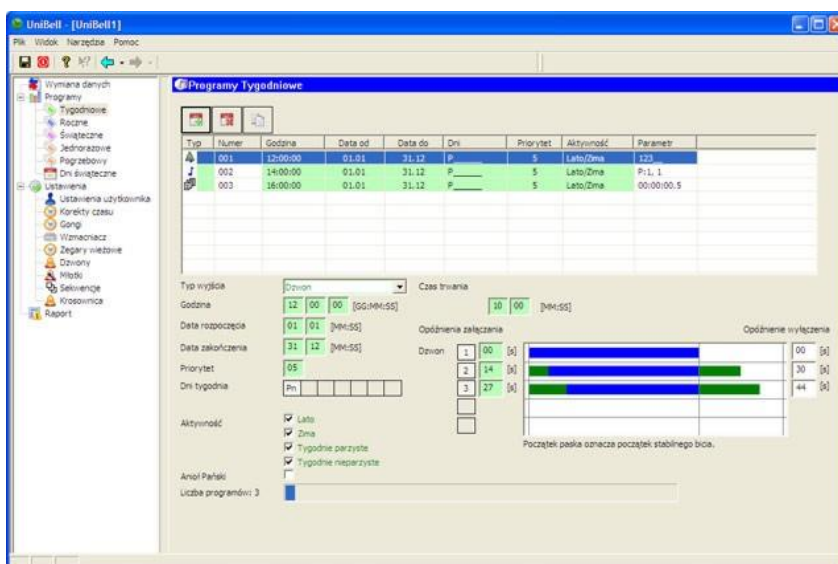 UniBell - [UniBell1]
Plik Widok Narzędzia Pomoc
Wymiana danych
Programy
Tygodniowe
Roczne
Świąteczne
Jednorazowe
Pogrzebowy
Dni świąteczne
Ustawienia
Ustawienia użytkownika
Korekty czasu
Gongi
Wzmacniacz
Zegary wieżowe
Dzwony
Młotki
Sekwencje
Krosownica
Raport
Programy Tygodniowe
Typ Numer Godzina Data od Data do Dni Priorytet Aktywność Parametr
001 12:00:00 01.01 31.12 P______ 5 Lato/Zima 123__
002 14:00:00 01.01 31.12 P______ 5 Lato/Zima P:1, 1
003 16:00:00 01.01 31.12 P______ 5 Lato/Zima 00:00:00.5
Typ wyjścia Dzwon Czas trwania
Godzina 12 00 00 [GG:MM:SS] 10 00 [MM:SS]
Data rozpoczęcia 01 01 [MM:SS] Opóźnienia załączania Opóźnienie wyłączenia
Data zakończenia 31 12 [MM:SS] Dzwon 1 00 [s] 00 [s]
Priorytet 05 2 14 [s] 30 [s]
Dni tygodnia Pn 3 27 [s] 44 [s]
Aktywność Lato
Zima
Tygodnie parzyste
Tygodnie nieparzyste
Początek paska oznacza początek stabilnego bicia.
Anioł Pański
Liczba programów: 3